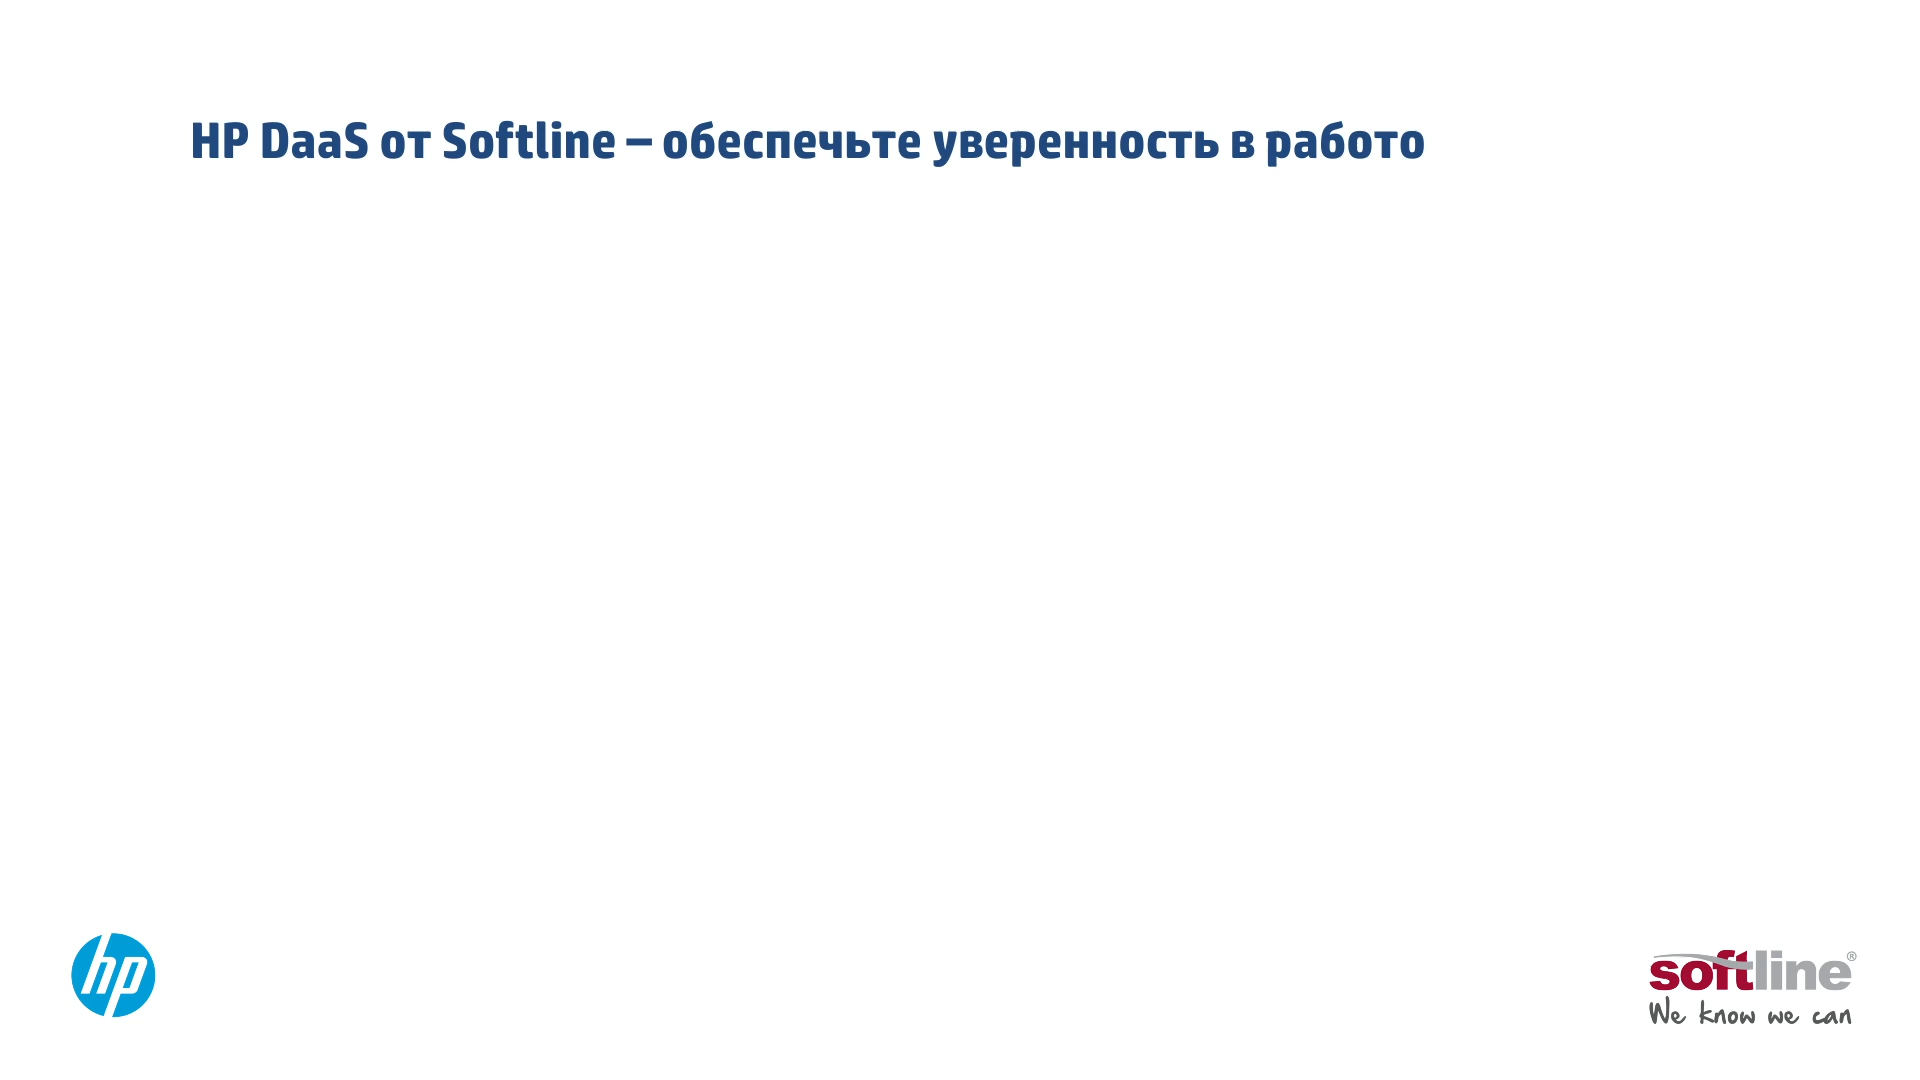 HP DaaS от Softline – обеспечьте уверенность в работо
hp
softline®
We know we can